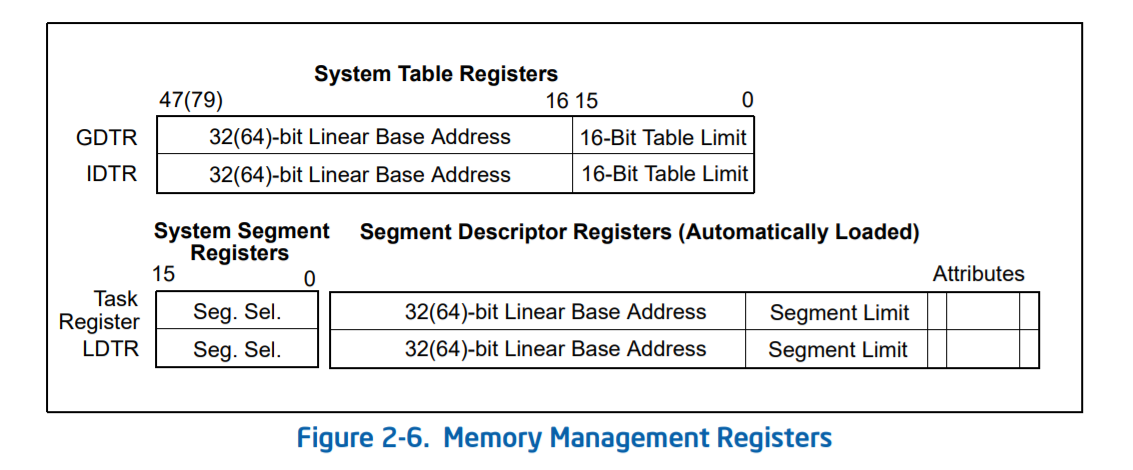 System Table Registers
47(79) 16 15 0
GDTR 32(64)-bit Linear Base Address 16-Bit Table Limit
IDTR 32(64)-bit Linear Base Address 16-Bit Table Limit
System Segment Registers
Segment Descriptor Registers (Automatically Loaded)
15 0 Attributes
Task Register Seg. Sel. 32(64)-bit Linear Base Address Segment Limit
LDTR Seg. Sel. 32(64)-bit Linear Base Address Segment Limit
Figure 2-6. Memory Management Registers